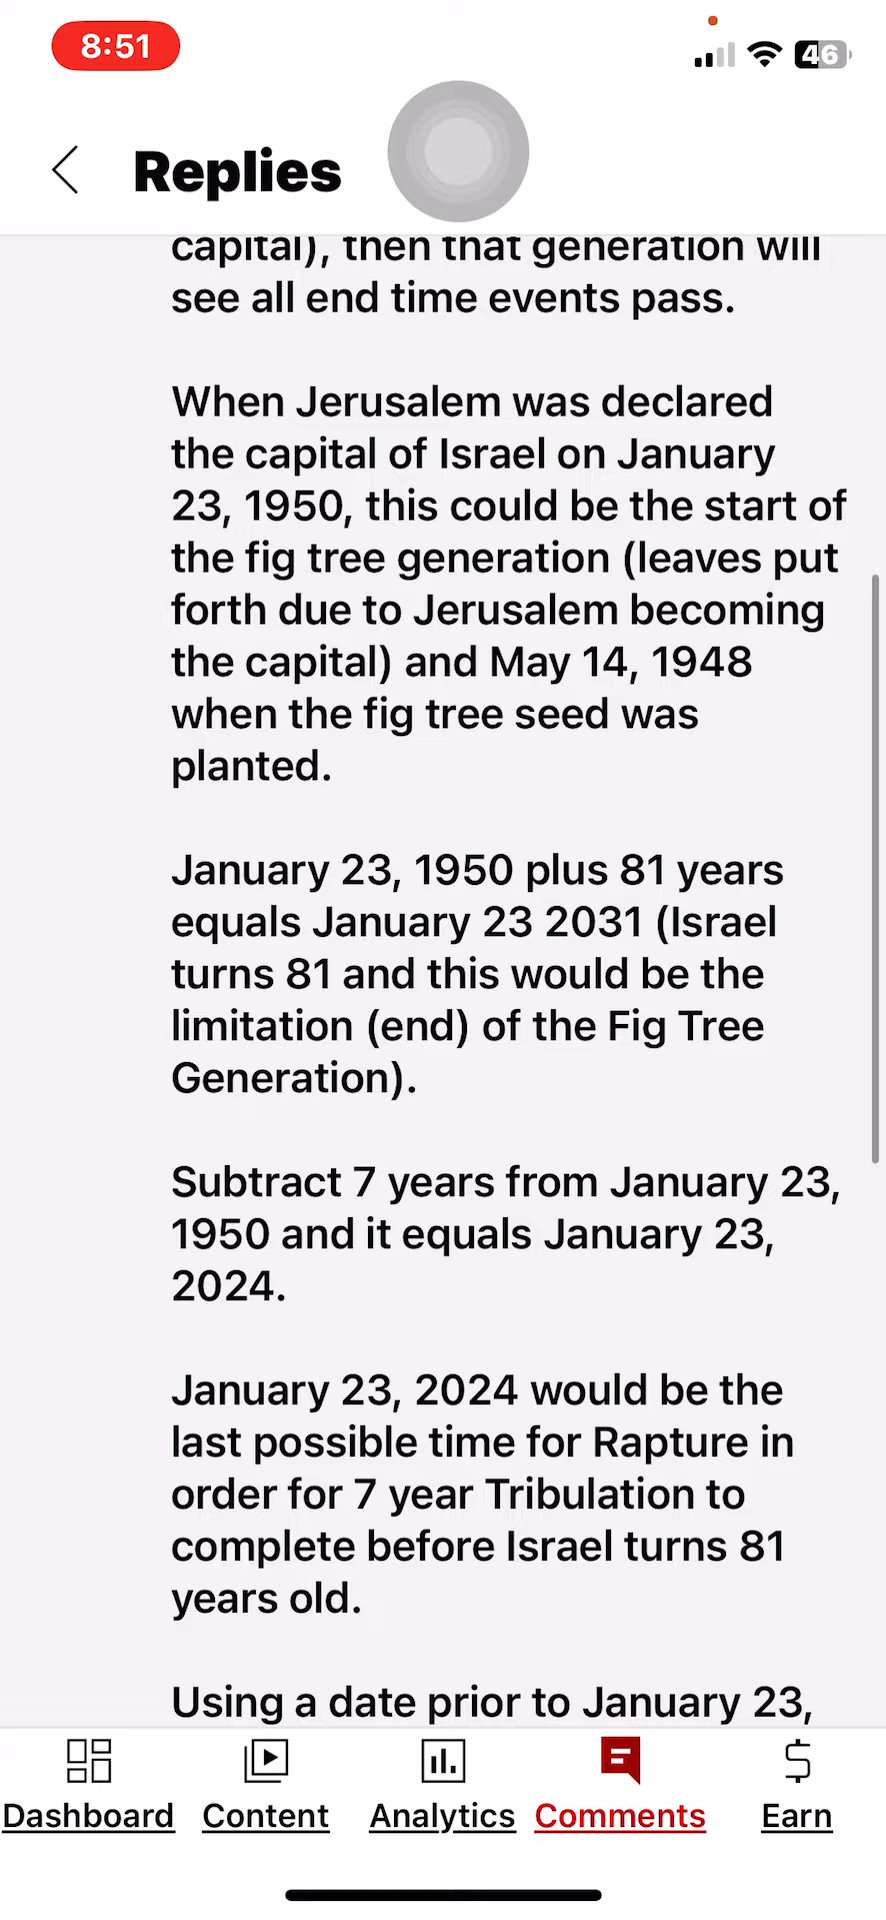 8:51
46
Replies
capital), then that generation will
see all end time events pass.
When Jerusalem was declared
the capital of Israel on January
23, 1950, this could be the start of
the fig tree generation (leaves put
forth due to Jerusalem becoming
the capital) and May 14, 1948
when the fig tree seed was
planted.
January 23, 1950 plus 81 years
equals January 23 2031 (Israel
turns 81 and this would be the
limitation (end) of the Fig Tree
Generation).
Subtract 7 years from January 23,
1950 and it equals January 23,
2024.
January 23, 2024 would be the
last possible time for Rapture in
order for 7 year Tribulation to
complete before Israel turns 81
years old.
Using a date prior to January 23,
Dashboard Content Analytics Comments Earn